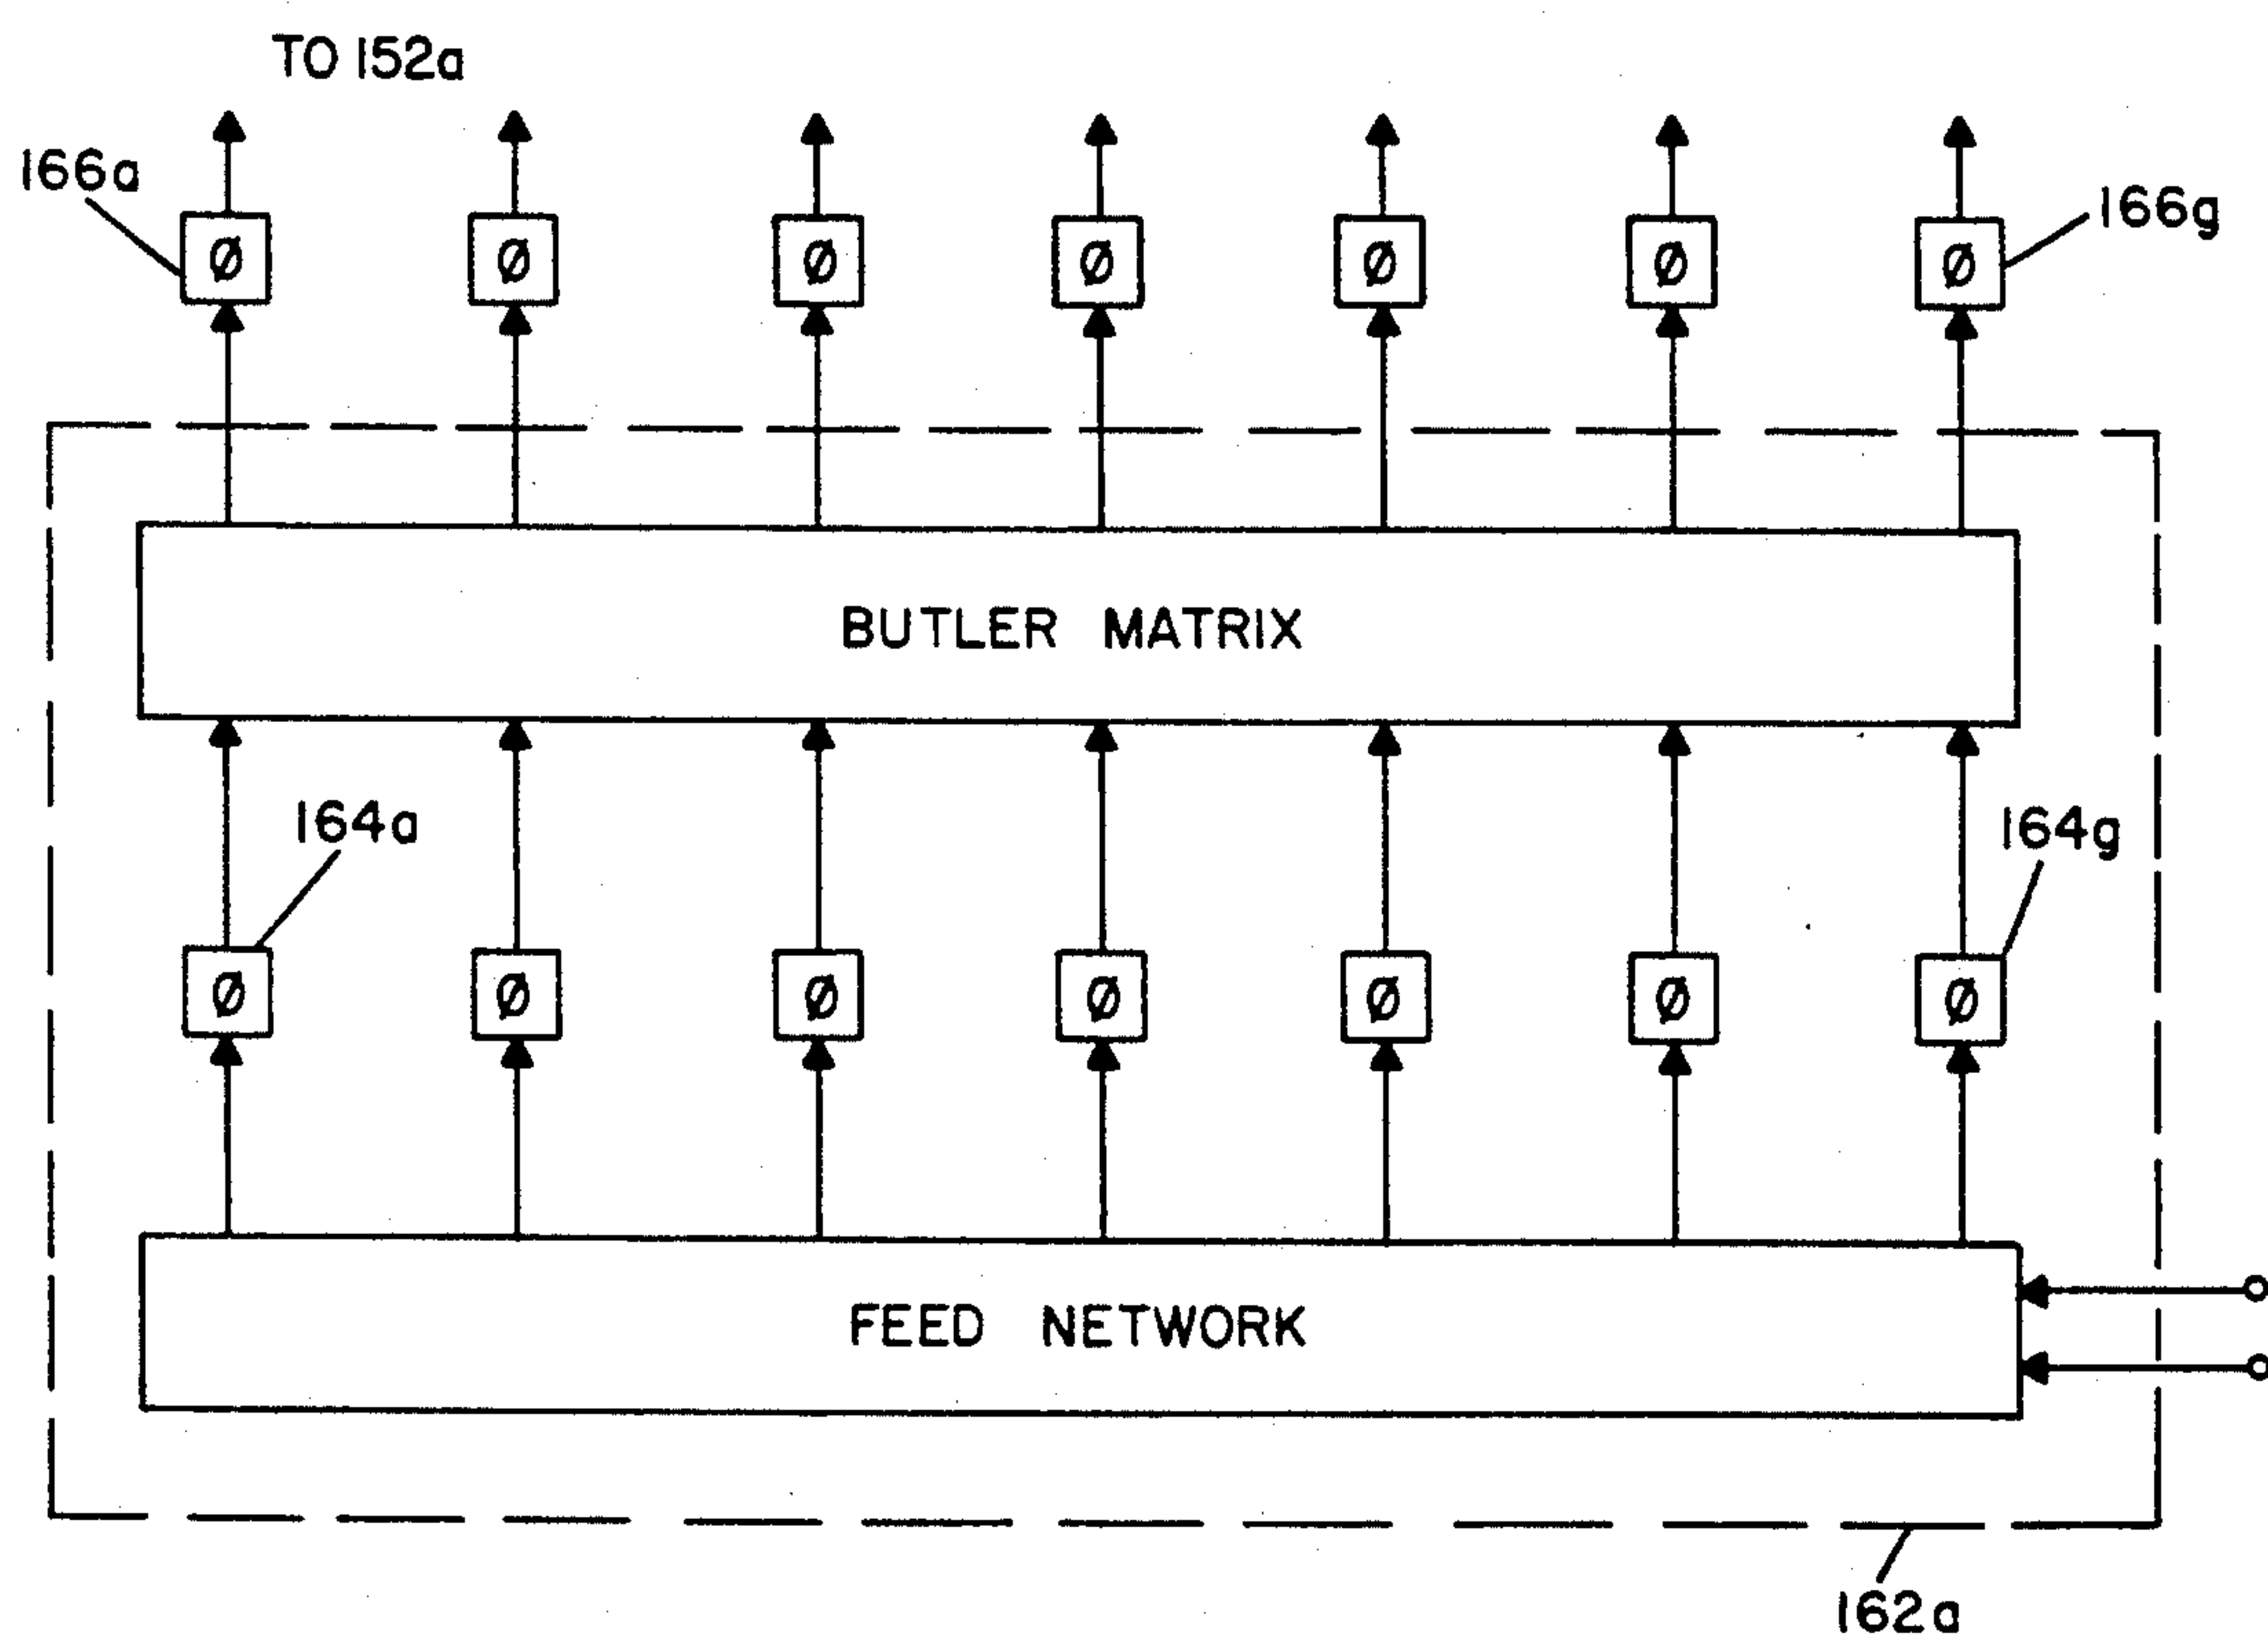 TO 152a
166a
166g
Ø Ø Ø Ø Ø Ø Ø
BUTLER MATRIX
164a
164g
Ø Ø Ø Ø Ø Ø Ø
FEED NETWORK
162a